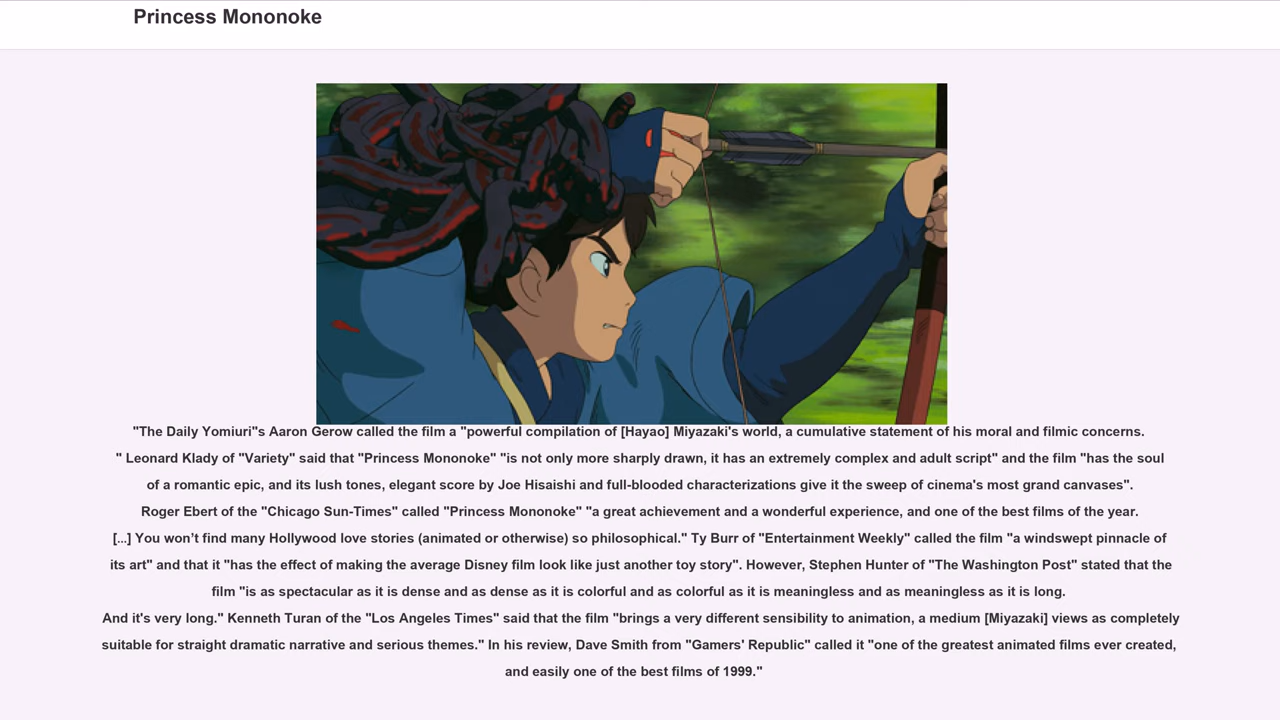 Princess Mononoke
"The Daily Yomiuri"s Aaron Gerow called the film a "powerful compilation of [Hayao] Miyazaki's world, a cumulative statement of his moral and filmic concerns.
" Leonard Klady of "Variety" said that "Princess Mononoke" "is not only more sharply drawn, it has an extremely complex and adult script" and the film "has the soul
of a romantic epic, and its lush tones, elegant score by Joe Hisaishi and full-blooded characterizations give it the sweep of cinema's most grand canvases".
Roger Ebert of the "Chicago Sun-Times" called "Princess Mononoke" "a great achievement and a wonderful experience, and one of the best films of the year.
[...] You won’t find many Hollywood love stories (animated or otherwise) so philosophical." Ty Burr of "Entertainment Weekly" called the film "a windswept pinnacle of
its art" and that it "has the effect of making the average Disney film look like just another toy story". However, Stephen Hunter of "The Washington Post" stated that the
film "is as spectacular as it is dense and as dense as it is colorful and as colorful as it is meaningless and as meaningless as it is long.
And it's very long." Kenneth Turan of the "Los Angeles Times" said that the film "brings a very different sensibility to animation, a medium [Miyazaki] views as completely
suitable for straight dramatic narrative and serious themes." In his review, Dave Smith from "Gamers' Republic" called it "one of the greatest animated films ever created,
and easily one of the best films of 1999."